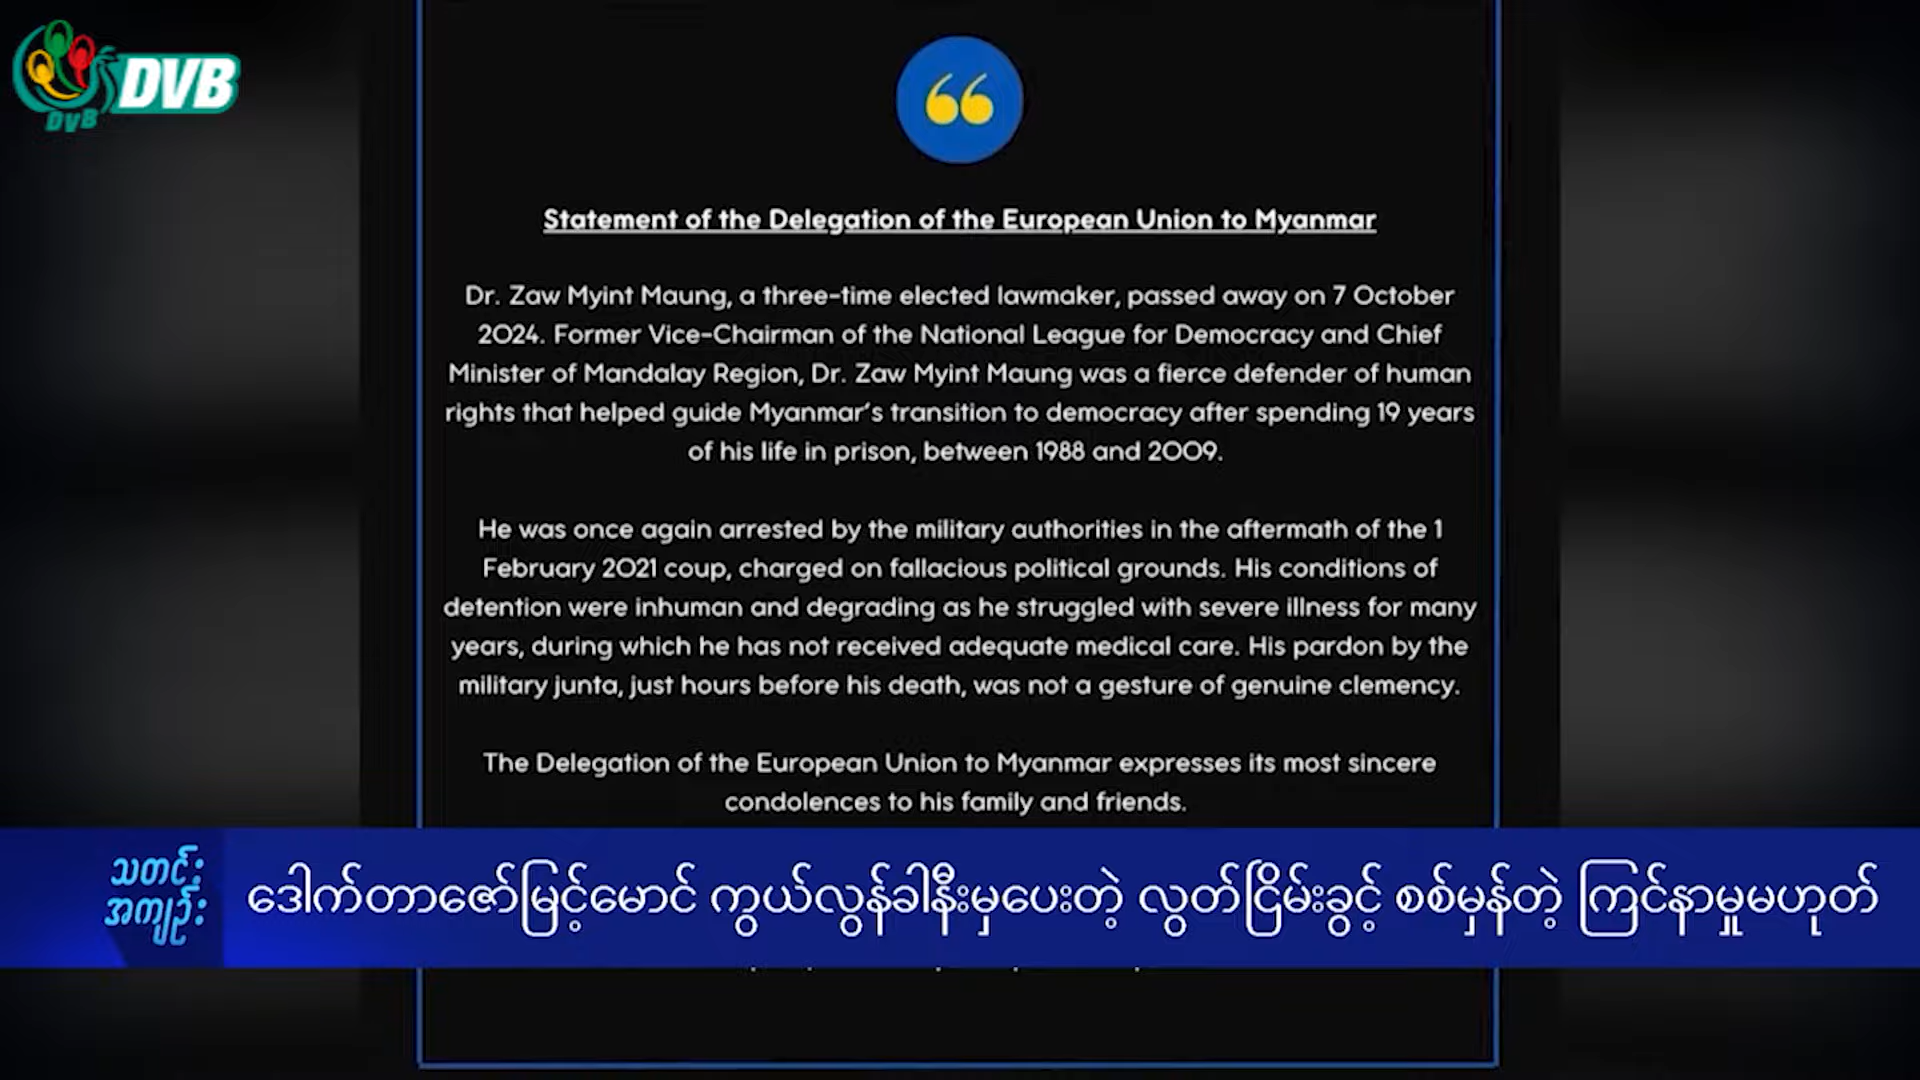 DVB
DVB
Statement of the Delegation of the European Union to Myanmar
Dr. Zaw Myint Maung, a three-time elected lawmaker, passed away on 7 October
2024. Former Vice-Chairman of the National League for Democracy and Chief
Minister of Mandalay Region, Dr. Zaw Myint Maung was a fierce defender of human
rights that helped guide Myanmar's transition to democracy after spending 19 years
of his life in prison, between 1988 and 2009.
He was once again arrested by the military authorities in the aftermath of the 1
February 2021 coup, charged on fallacious political grounds. His conditions of
detention were inhuman and degrading as he struggled with severe illness for many
years, during which he has not received adequate medical care. His pardon by the
military junta, just hours before his death, was not a gesture of genuine clemency.
The Delegation of the European Union to Myanmar expresses its most sincere
condolences to his family and friends.
သတင်း
အကျဉ်း
ဒေါက်တာဇော်မြင့်မောင် ကွယ်လွန်ခါနီးမှပေးတဲ့ လွတ်ငြိမ်းခွင့် စစ်မှန်တဲ့ ကြင်နာမှုမဟုတ်